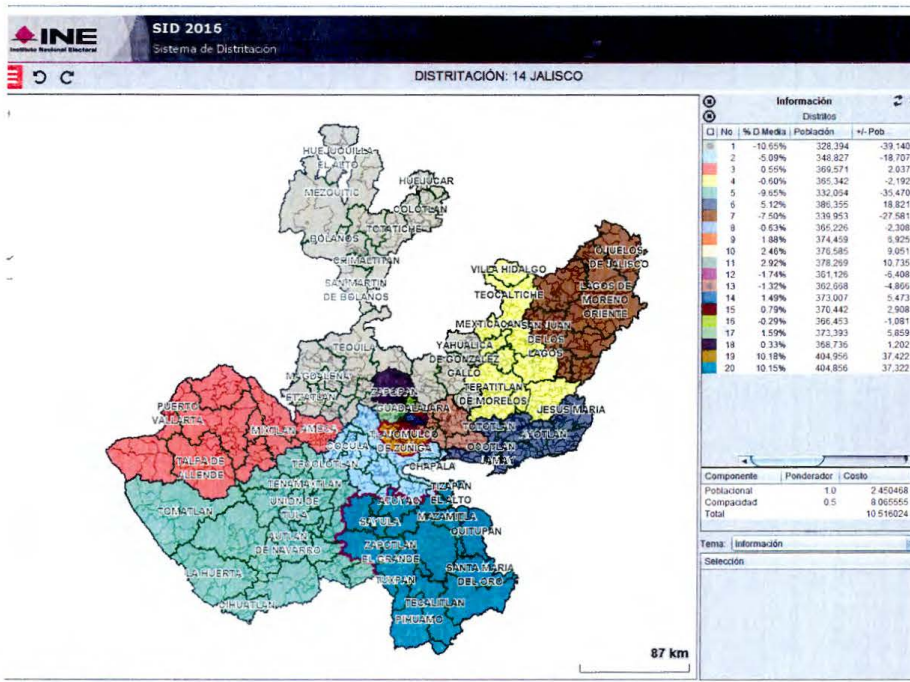 INE
Instituto Nacional Electoral
SID 2016
Sistema de Distritación
DISTRITACIÓN: 14 JALISCO
HUEJUQUILLA
EL ALTO
MEZQUITIC
HUEJUCAR
COLOTLAN
TOTATICHE
BOLAÑOS
CHIMALTITAN
SAN MARTIN
DE BOLAÑOS
VILLA HIDALGO
TEOCALTICHE
OJUELOS
DE JALISCO
LAGOS DE
MORENO
ORIENTE
MEXTICACAN
SAN JUAN
DE LOS
LAGOS
YAHUALICA
DE GONZALEZ
GALLO
TEQUILA
MAGDALENA
ETZATLAN
ZAPOPAN
GUADALAJARA
TEPATITLAN
DE MORELOS
JESUS MARIA
PUERTO
VALLARTA
MIXTLAN
AMECA
TLAJOMULCO
DE ZUÑIGA
TOTOTLAN
OCOTLAN
AYOTLAN
JAMAY
TALPA DE
ALLENDE
COCULA
TECOLOTLAN
CHAPALA
TENAMAXTLAN
TIZAPAN
EL ALTO
UNION DE
TULA
ATOYAC
TOMATLAN
SAYULA
MAZAMITLA
QUITUPAN
AUTLAN
DE NAVARRO
ZAPOTLAN
EL GRANDE
LA HUERTA
TUXPAN
SANTA MARIA
DEL ORO
CIHUATLAN
TECALITLAN
PIHUAMO
87 km
Información
Distritos
No % D.Media Población +/- Pob
1 -10.65% 328,394 -39,140
2 -5.09% 348,827 -18,707
3 0.55% 369,571 2,037
4 -0.60% 365,342 -2,192
5 -9.65% 332,064 -35,470
6 5.12% 386,355 18,821
7 -7.50% 339,953 -27,581
8 -0.63% 365,226 -2,308
9 1.88% 374,459 6,925
10 2.46% 376,585 9,051
11 2.92% 378,269 10,735
12 -1.74% 361,126 -6,408
13 -1.32% 362,668 -4,866
14 1.49% 373,007 5,473
15 0.79% 370,442 2,908
16 -0.29% 366,453 -1,081
17 1.59% 373,393 5,859
18 0.33% 368,736 1,202
19 10.18% 404,956 37,422
20 10.15% 404,856 37,322
Componente Ponderador Costo
Poblacional 1.0 2.450468
Compacidad 0.5 8.065555
Total 10.516024
Tema: Información
Selección